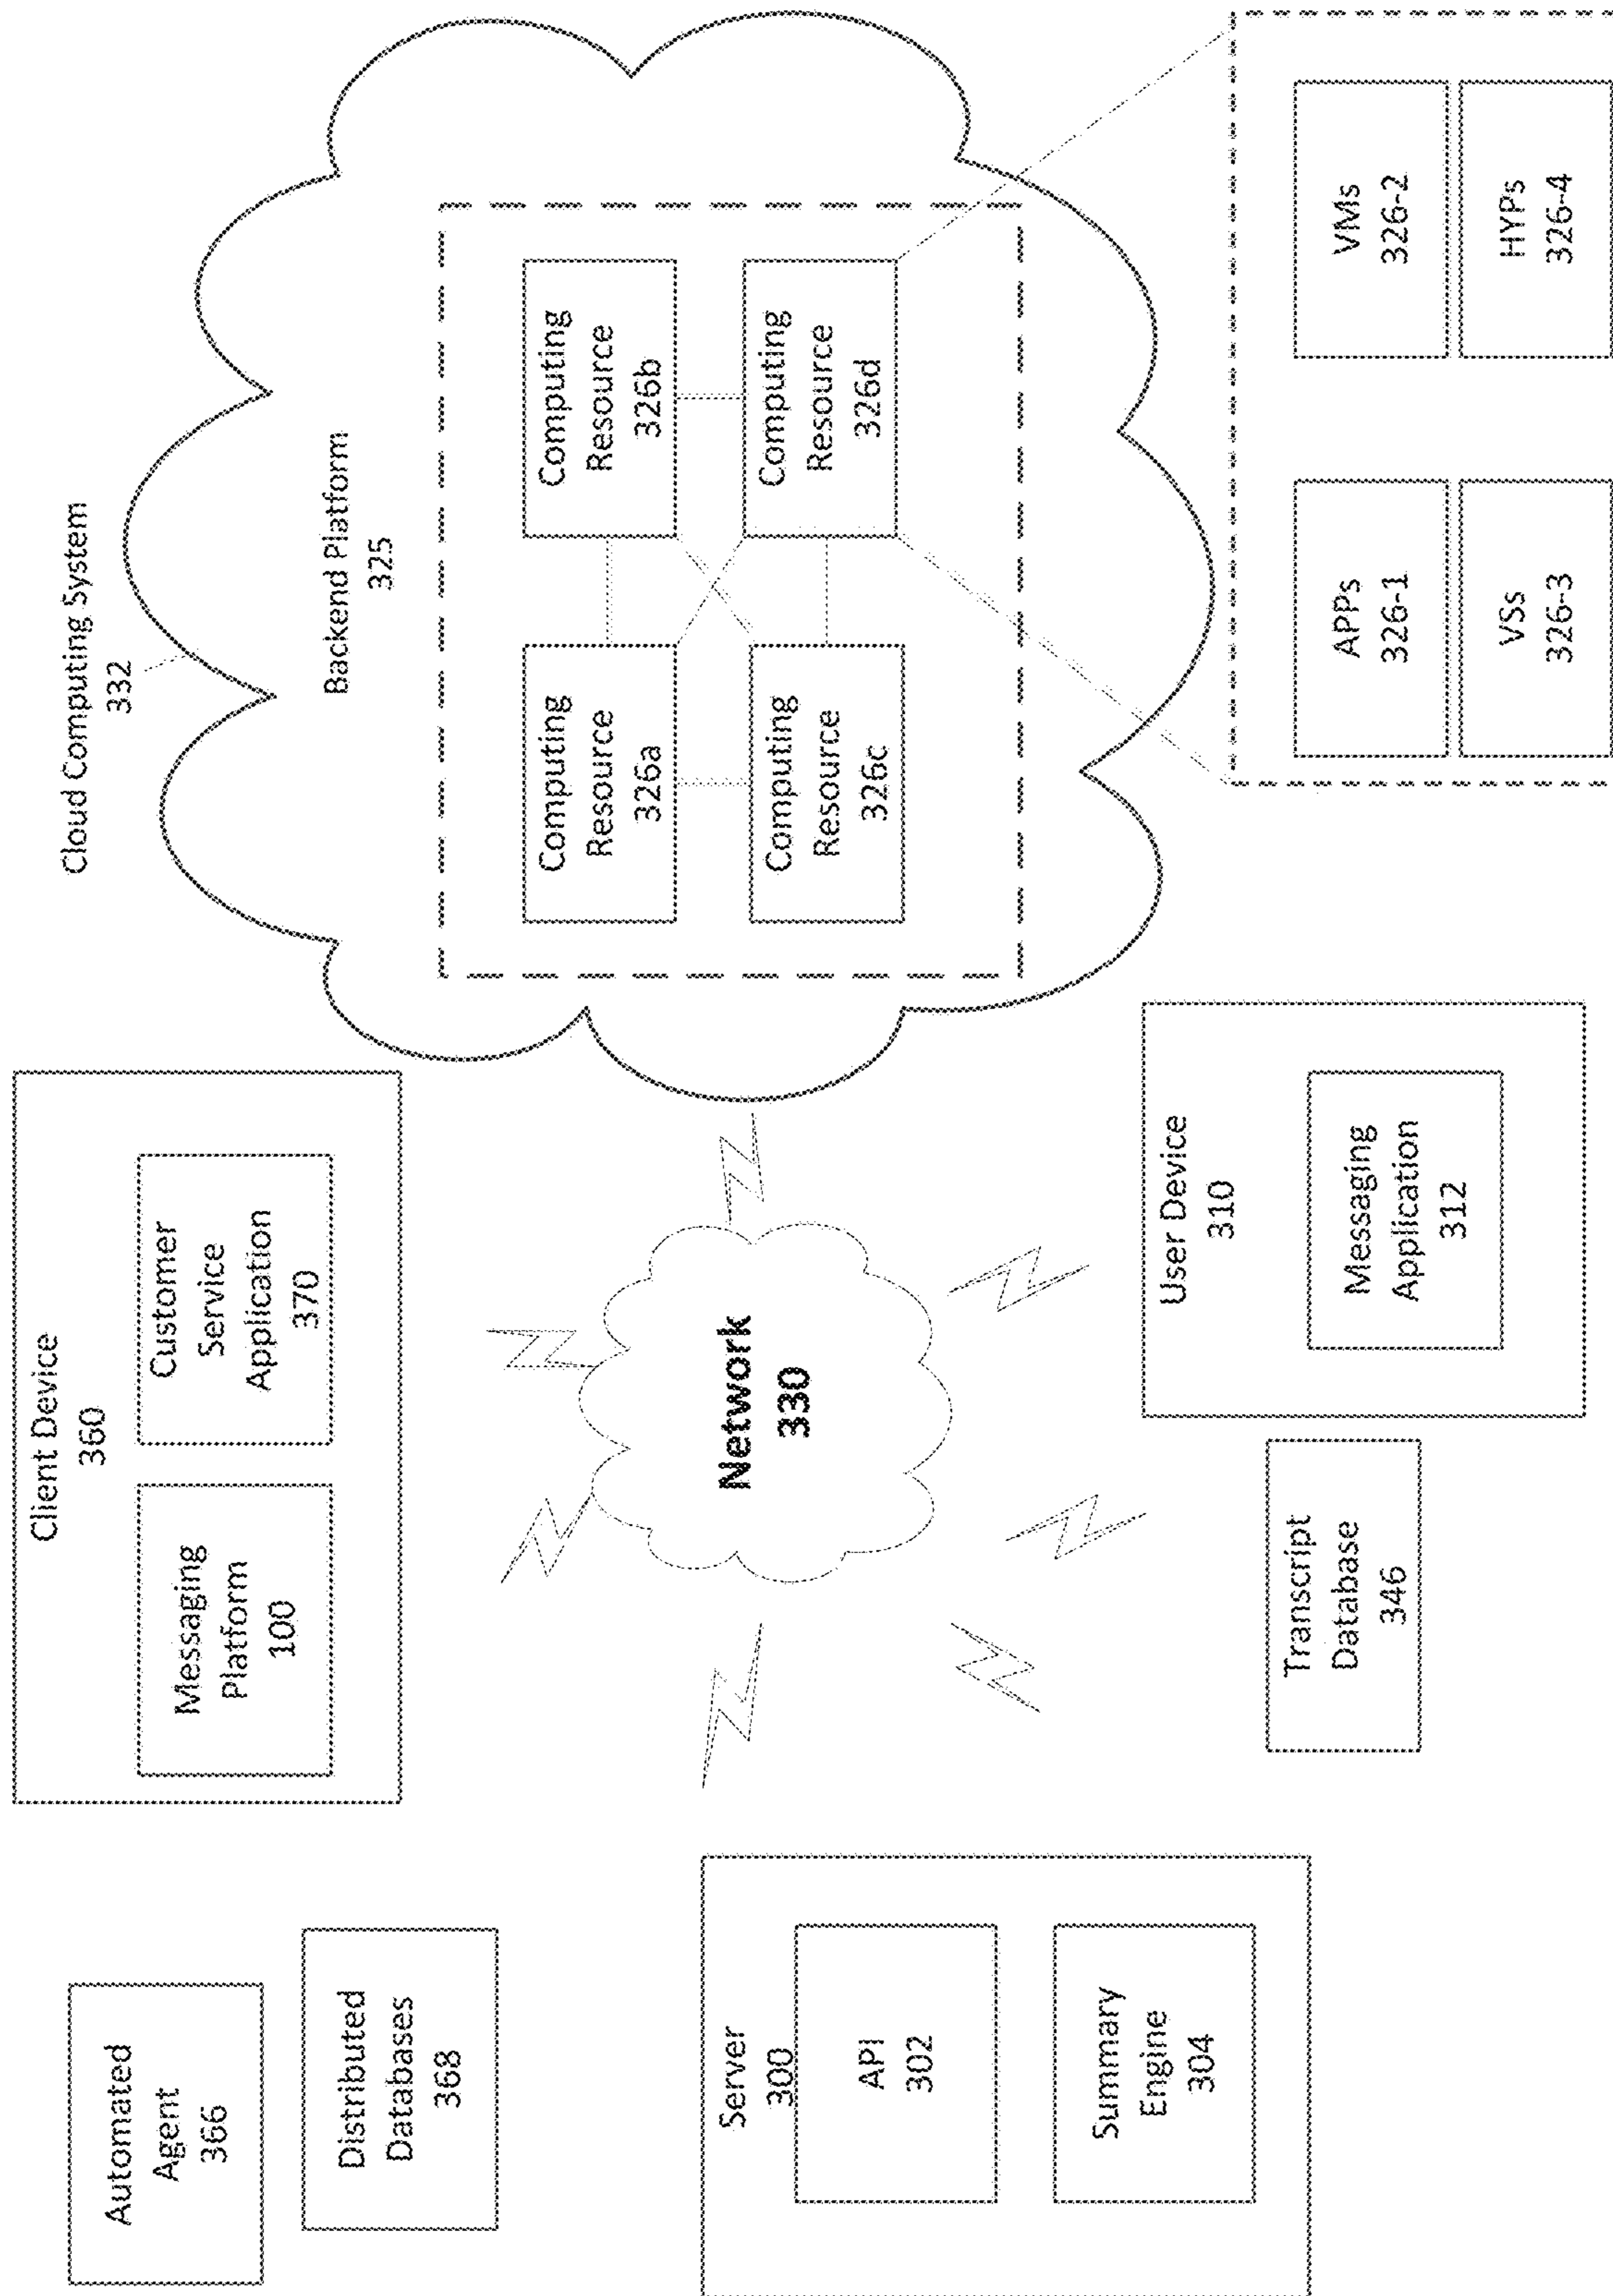 Automated
Agent
366
Distributed
Databases
368
Client Device
360
Messaging
Platform
100
Customer
Service
Application
370
Cloud Computing System
332
Backend Platform
325
Computing
Resource
326a
Computing
Resource
326b
Computing
Resource
326c
Computing
Resource
326d
Network
330
Server
300
API
302
Summary
Engine
304
Transcript
Database
346
User Device
310
Messaging
Application
312
APPs
326-1
VMs
326-2
VSs
326-3
HYPs
326-4